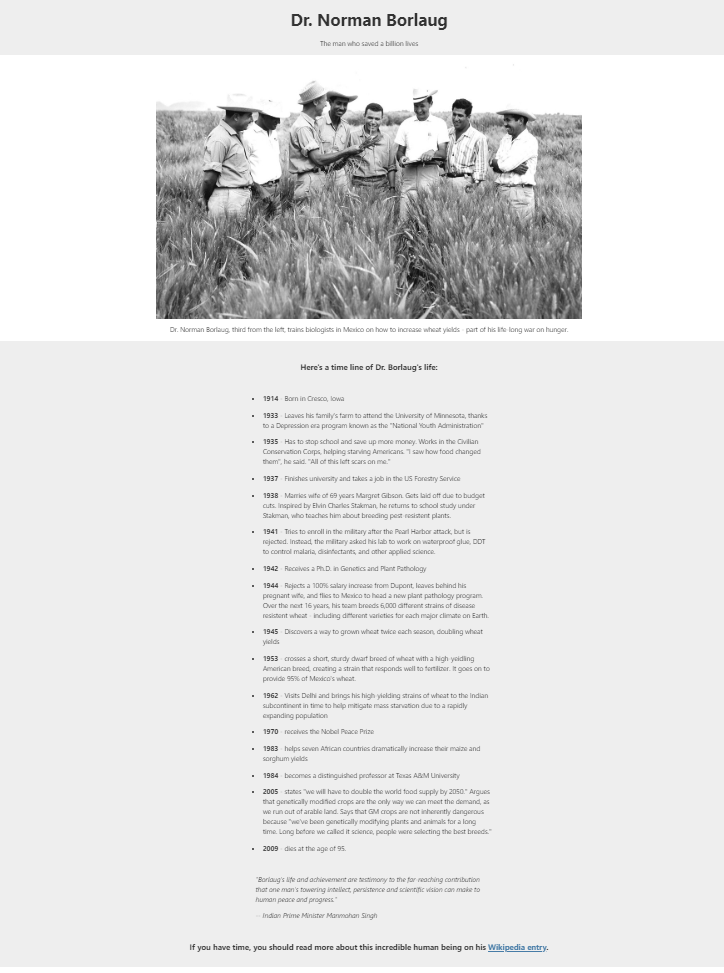 Dr. Norman Borlaug
The man who saved a billion lives
Dr. Norman Borlaug, third from the left, trains biologists in Mexico on how to increase wheat yields - part of his life-long war on hunger.
Here's a time line of Dr. Borlaug's life:
1914 - Born in Cresco, Iowa
1933 - Leaves his family's farm to attend the University of Minnesota, thanks
to a Depression era program known as the "National Youth Administration"
1935 - Has to stop school and save up more money. Works in the Civilian
Conservation Corps, helping starving Americans. "I saw how food changed
them", he said. "All of this left scars on me."
1937 - Finishes university and takes a job in the US Forestry Service
1938 - Marries wife of 69 years Margret Gibson. Gets laid off due to budget
cuts. Inspired by Elvin Charles Stakman, he returns to school study under
Stakman, who teaches him about breeding pest-resistent plants.
1941 - Tries to enroll in the military after the Pearl Harbor attack, but is
rejected. Instead, the military asked his lab to work on waterproof glue, DDT
to control malaria, disinfectants, and other applied science.
1942 - Receives a Ph.D. in Genetics and Plant Pathology
1944 - Rejects a 100% salary increase from Dupont, leaves behind his
pregnant wife, and flies to Mexico to head a new plant pathology program.
Over the next 16 years, his team breeds 6,000 different strains of disease
resistent wheat - including different varieties for each major climate on Earth.
1945 - Discovers a way to grown wheat twice each season, doubling wheat
yields
1953 - crosses a short, sturdy dwarf breed of wheat with a high-yeidling
American breed, creating a strain that responds well to fertilizer. It goes on to
provide 95% of Mexico's wheat.
1962 - Visits Delhi and brings his high-yielding strains of wheat to the Indian
subcontinent in time to help mitigate mass starvation due to a rapidly
expanding population
1970 - receives the Nobel Peace Prize
1983 - helps seven African countries dramatically increase their maize and
sorghum yields
1984 - becomes a distinguished professor at Texas A&M University
2005 - states "we will have to double the world food supply by 2050." Argues
that genetically modified crops are the only way we can meet the demand, as
we run out of arable land. Says that GM crops are not inherently dangerous
because "we've been genetically modifying plants and animals for a long
time. Long before we called it science, people were selecting the best breeds."
2009 - dies at the age of 95.
"Borlaug's life and achievement are testimony to the far-reaching contribution
that one man's towering intellect, persistence and scientific vision can make to
human peace and progress."
-- Indian Prime Minister Manmohan Singh
If you have time, you should read more about this incredible human being on his Wikipedia entry.